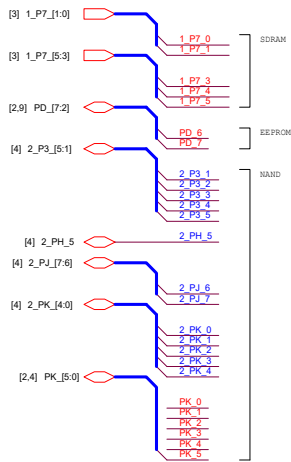 [3] 1_P7_[1:0]
1_P7_0
1_P7_1
SDRAM
[3] 1_P7_[5:3]
1_P7_3
1_P7_4
1_P7_5
[2,9] PD_[7:2]
PD_6
PD_7
EEPROM
[4] 2_P3_[5:1]
2_P3_1
2_P3_2
2_P3_3
2_P3_4
2_P3_5
NAND
[4] 2_PH_5
2_PH_5
[4] 2_PJ_[7:6]
2_PJ_6
2_PJ_7
[4] 2_PK_[4:0]
2_PK_0
2_PK_1
2_PK_2
2_PK_3
2_PK_4
[2,4] PK_[5:0]
PK_0
PK_1
PK_2
PK_3
PK_4
PK_5